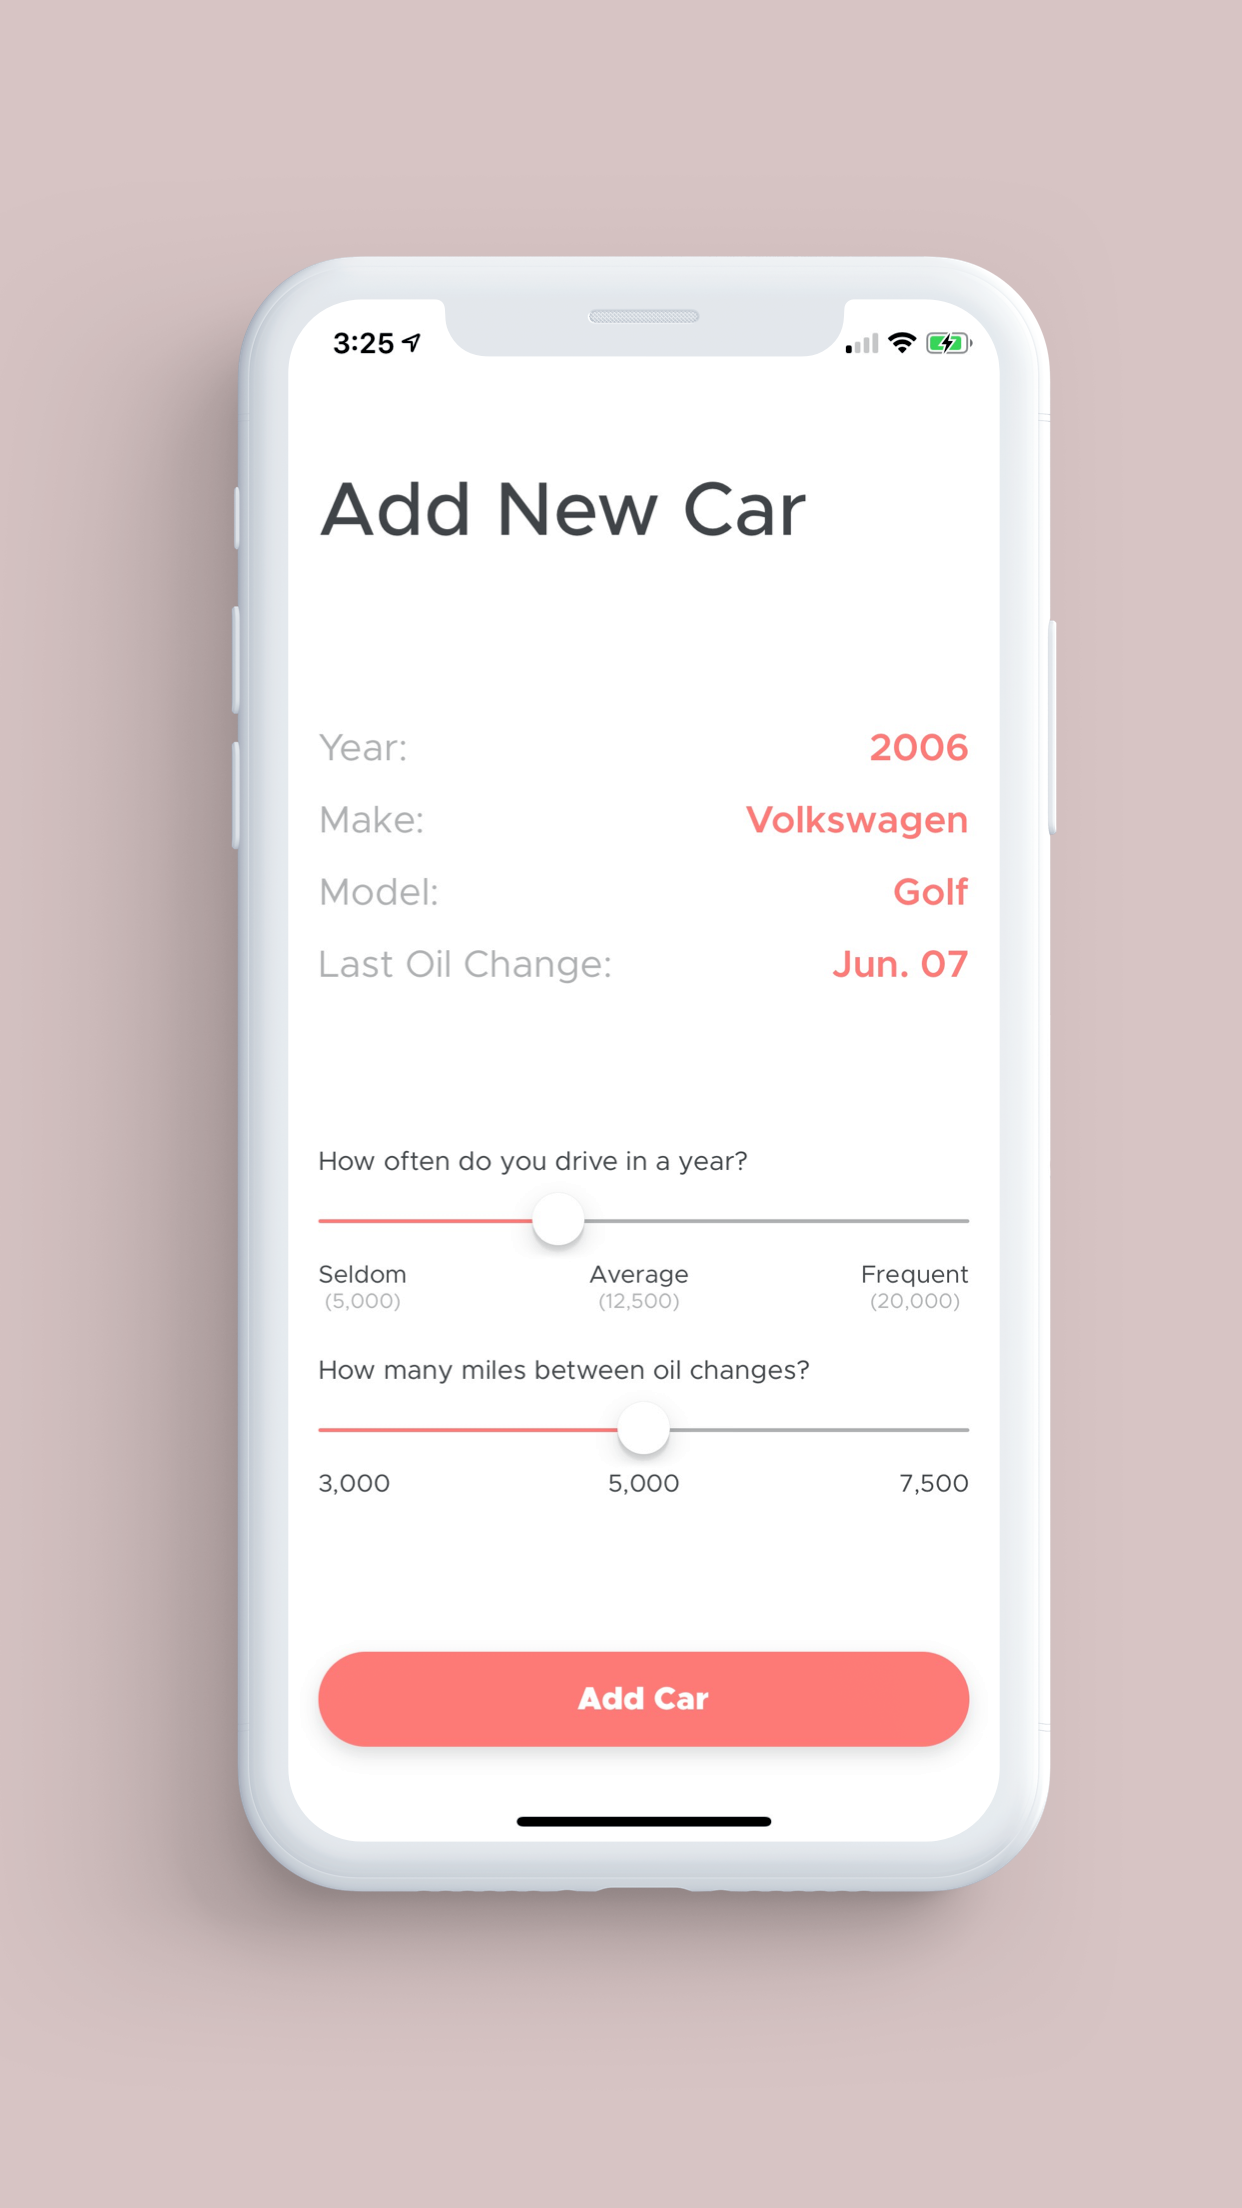 3:25
Add New Car
Year: 2006
Make: Volkswagen
Model: Golf
Last Oil Change: Jun. 07
How often do you drive in a year?
Seldom Average Frequent
(5,000) (12,500) (20,000)
How many miles between oil changes?
3,000 5,000 7,500
Add Car